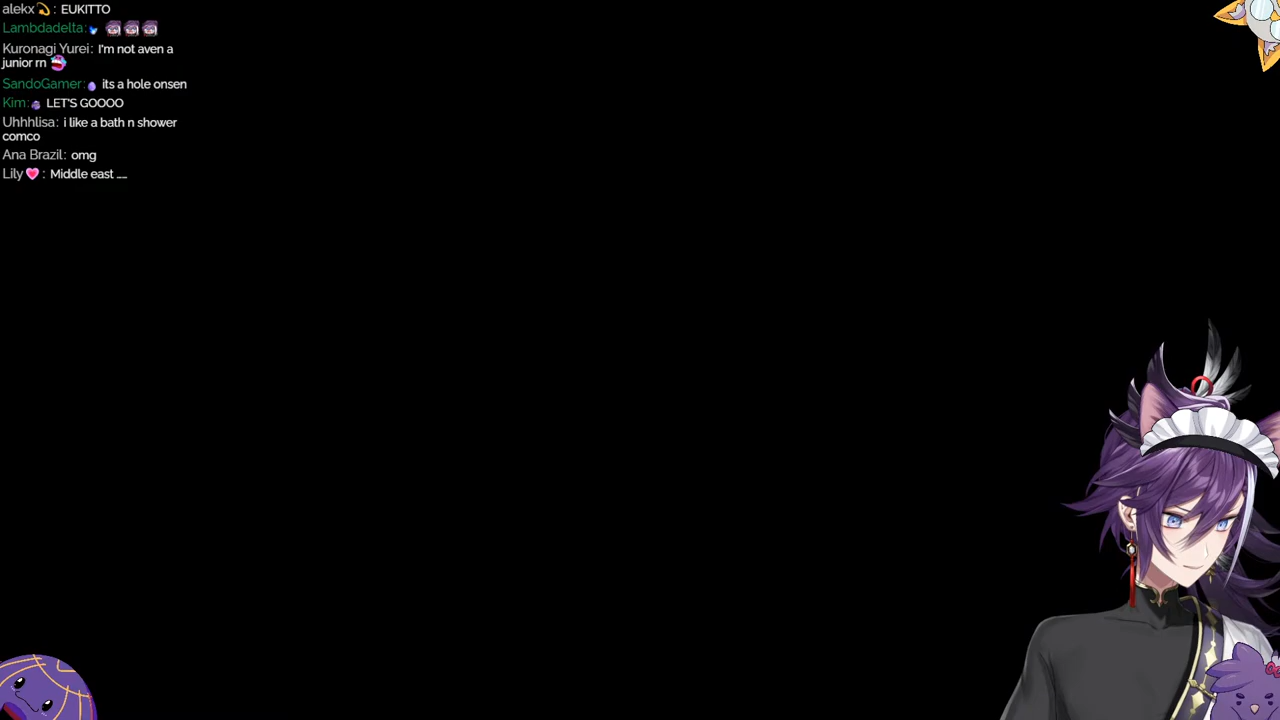 alekx : EUKITTO
Lambdadelta:
Kuronagi Yurei: I'm not aven a
junior rn
SandoGamer: its a hole onsen
Kim: LET'S GOOOO
Uhhhlisa: i like a bath n shower
comco
Ana Brazil: omg
Lily : Middle east __